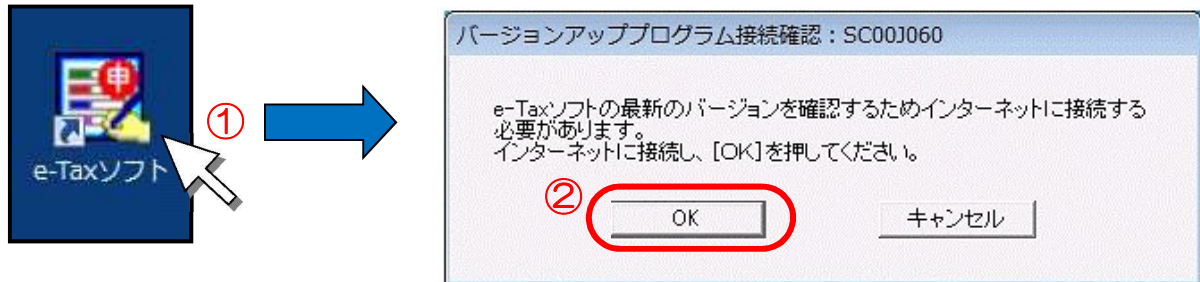 e-Taxソフト
①
バージョンアッププログラム接続確認：SC00J060
e-Taxソフトの最新のバージョンを確認するためインターネットに接続する
必要があります。
インターネットに接続し、[OK]を押してください。
②
OK
キャンセル